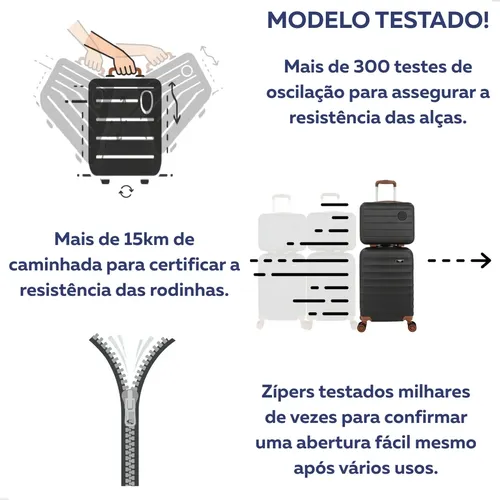 MODELO TESTADO!
Mais de 300 testes de
oscilação para assegurar a
resistência das alças.
Mais de 15km de
caminhada para certificar a
resistência das rodinhas.
Zípers testados milhares
de vezes para confirmar
uma abertura fácil mesmo
após vários usos.